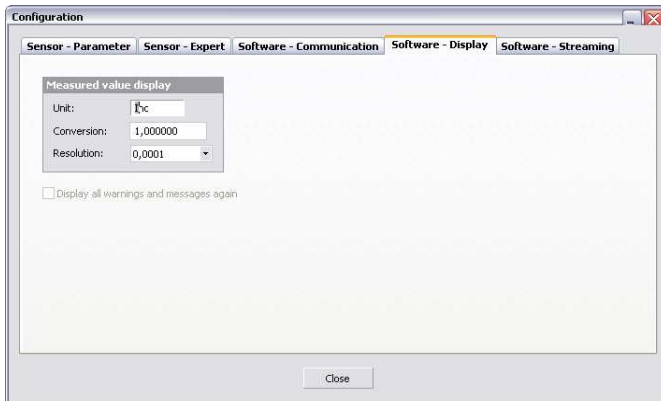 Configuration
Sensor - Parameter Sensor - Expert Software - Communication Software - Display Software - Streaming
Measured value display
Unit:
Conversion: 1,000000
Resolution: 0,0001
Display all warnings and messages again
Close